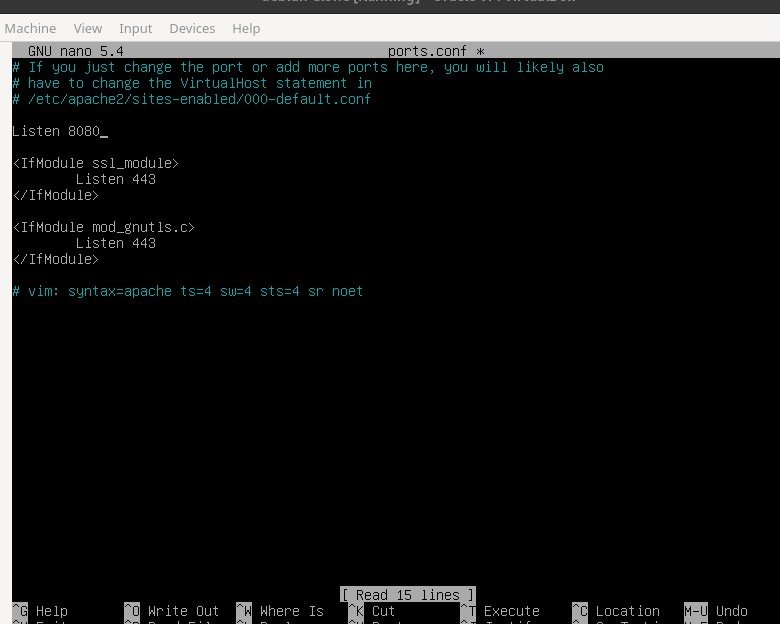 Machine View Input Devices Help
GNU nano 5.4 ports.conf *
# If you just change the port or add more ports here, you will likely also
# have to change the VirtualHost statement in
# /etc/apache2/sites-enabled/000-default.conf
Listen 8080_
<IfModule ssl_module>
Listen 443
</IfModule>
<IfModule mod_gnutls.c>
Listen 443
</IfModule>
# vim: syntax=apache ts=4 sw=4 sts=4 sr noet
[ Read 15 lines ]
^G Help ^O Write Out ^W Where Is ^K Cut ^T Execute ^C Location M-U Undo